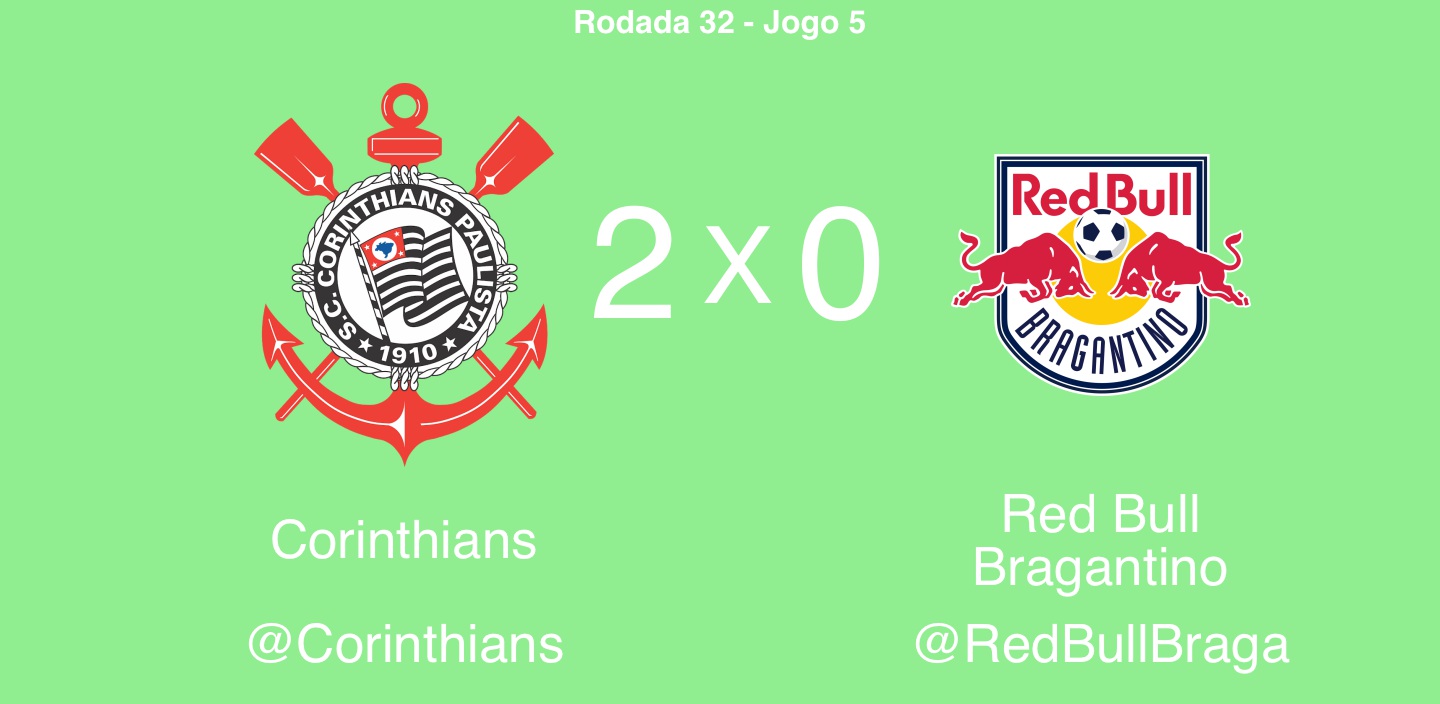 Rodada 32 - Jogo 5
S.C. CORINTHIANS PAULISTA
1910
2 x 0
Red Bull
BRAGANTINO
Corinthians
Red Bull
Bragantino
@Corinthians
@RedBullBraga